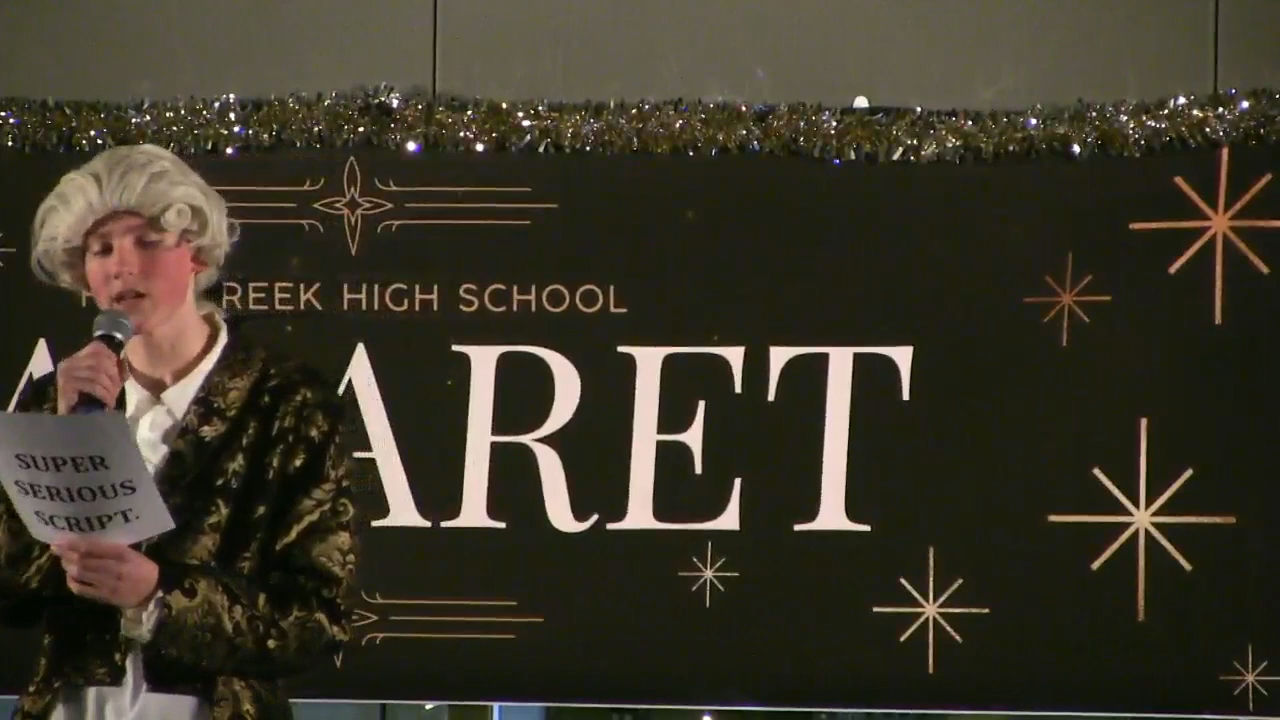 REEK HIGH SCHOOL
ARET
SUPER
SERIOUS
SCRIPT.